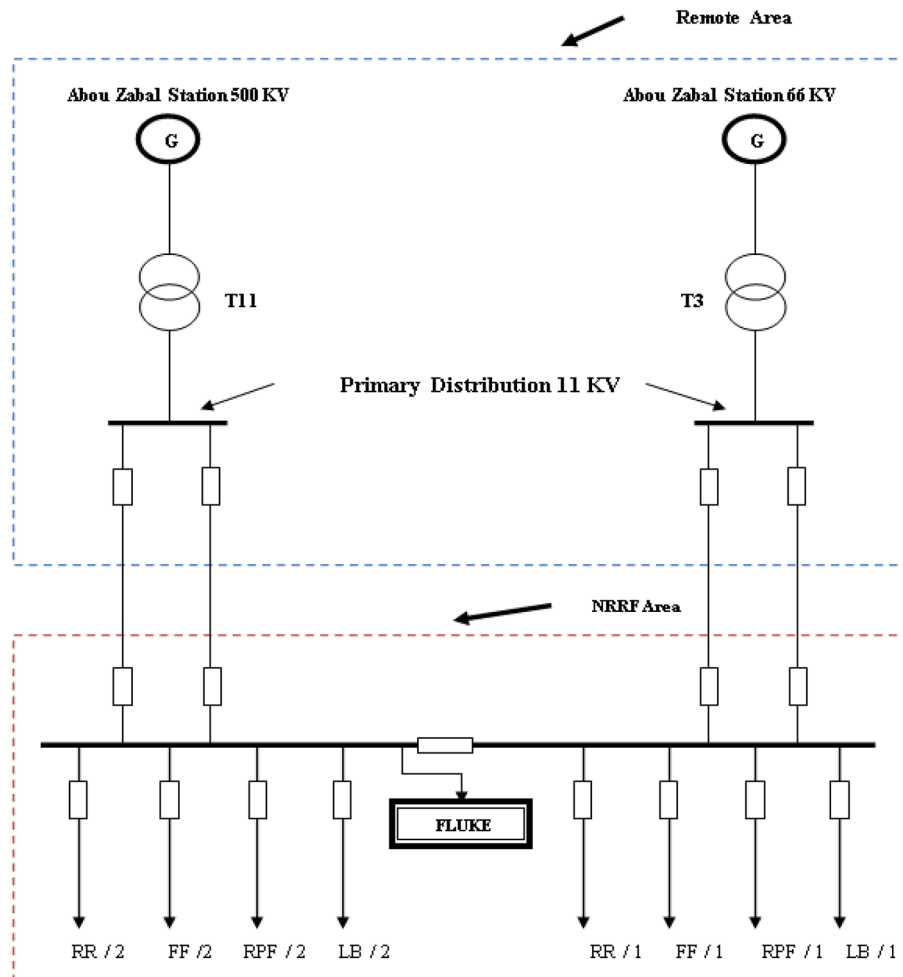 Remote Area
Abou Zabal Station 500 KV
Abou Zabal Station 66 KV
G
G
T11
T3
Primary Distribution 11 KV
NRRF Area
FLUKE
RR / 2
FF /2
RPF / 2
LB / 2
RR / 1
FF / 1
RPF / 1
LB / 1